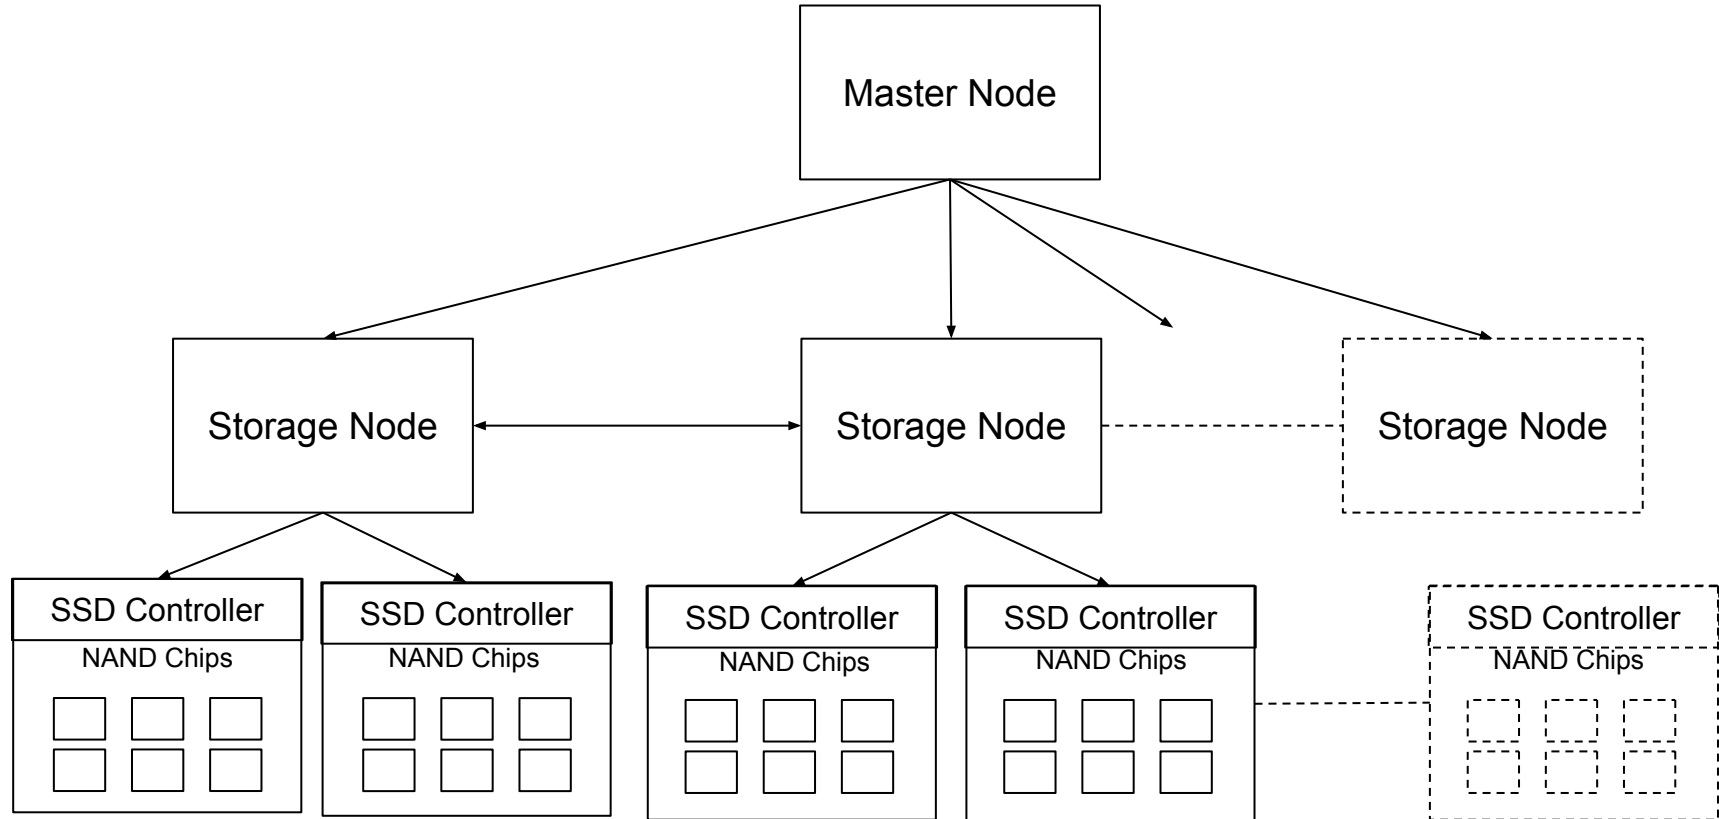 Master Node
Storage Node
Storage Node
Storage Node
SSD Controller
SSD Controller
SSD Controller
SSD Controller
SSD Controller
NAND Chips
NAND Chips
NAND Chips
NAND Chips
NAND Chips